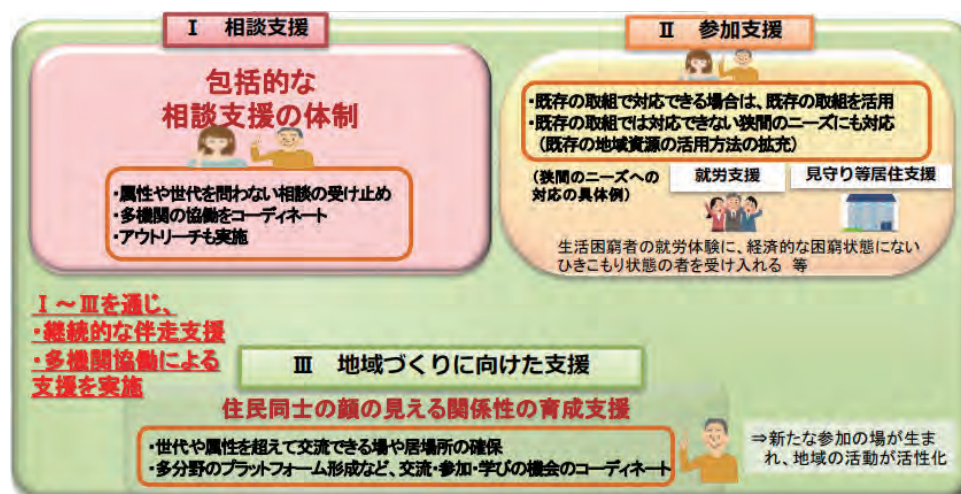 Ⅰ 相談支援
包括的な
相談支援の体制
・属性や世代を問わない相談の受け止め
・多機関の協働をコーディネート
・アウトリーチも実施
Ⅱ 参加支援
・既存の取組で対応できる場合は、既存の取組を活用
・既存の取組では対応できない狭間のニーズにも対応
（既存の地域資源の活用方法の拡充）
（狭間のニーズへの
対応の具体例）
就労支援
見守り等居住支援
生活困窮者の就労体験に、経済的な困窮状態にない
ひきこもり状態の者を受け入れる 等
Ⅰ～Ⅲを通じ、
・継続的な伴走支援
・多機関協働による
支援を実施
Ⅲ 地域づくりに向けた支援
住民同士の顔の見える関係性の育成支援
・世代や属性を超えて交流できる場や居場所の確保
・多分野のプラットフォーム形成など、交流・参加・学びの機会のコーディネート
⇒新たな参加の場が生ま
れ、地域の活動が活性化